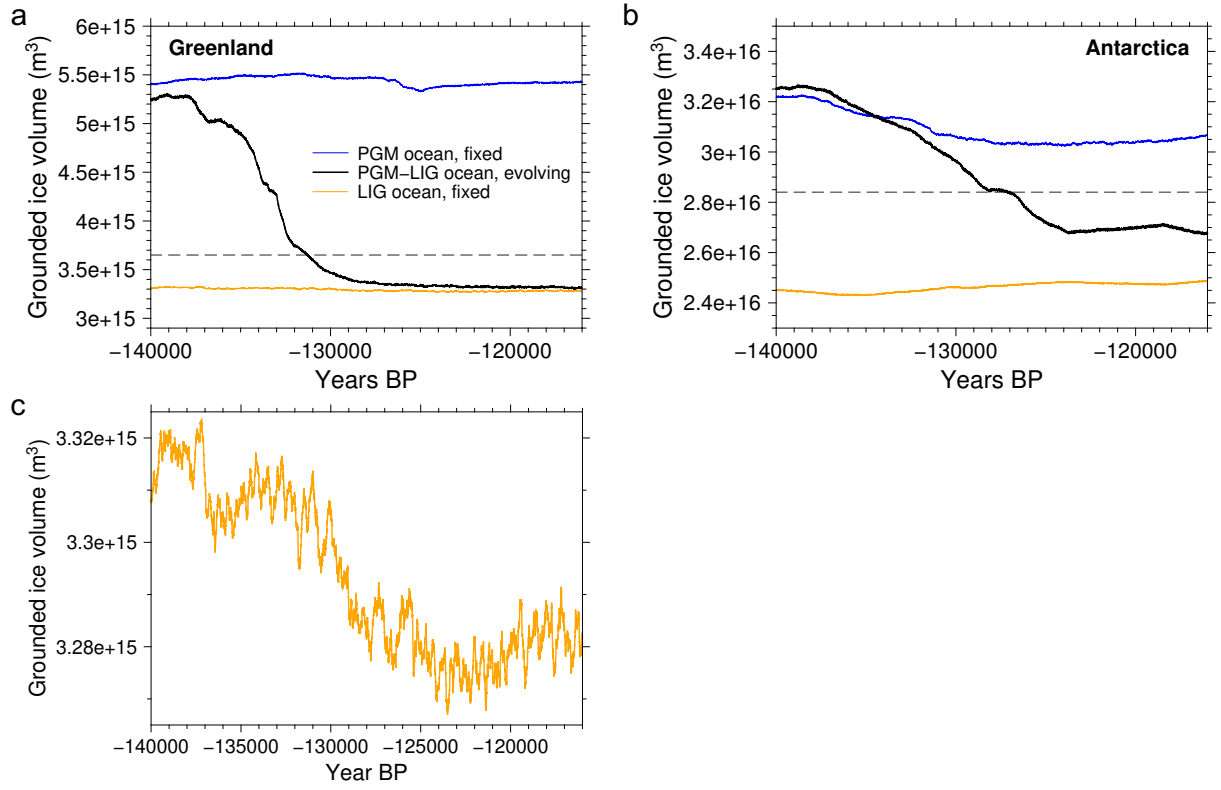 a
Greenland
Grounded ice volume (m³)
6e+15
5.5e+15
5e+15
4.5e+15
4e+15
3.5e+15
3e+15
PGM ocean, fixed
PGM−LIG ocean, evolving
LIG ocean, fixed
−140000 −130000 −120000
Years BP
b
Antarctica
Grounded ice volume (m³)
3.4e+16
3.2e+16
3e+16
2.8e+16
2.6e+16
2.4e+16
−140000 −130000 −120000
Years BP
c
Grounded ice volume (m³)
3.32e+15
3.3e+15
3.28e+15
−140000 −135000 −130000 −125000 −120000
Year BP